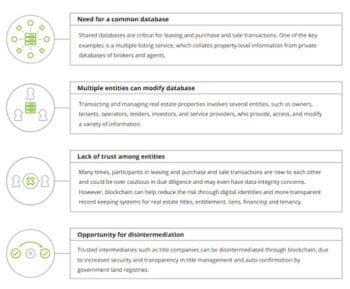 Need for a common database
Shared databases are critical for leasing and purchase and sale transactions. One of the key
examples is a multiple listing service, which collates property-level information from private
databases of brokers and agents.
Multiple entities can modify database
Transacting and managing real estate properties involves several entities, such as owners,
tenants, operators, lenders, investors, and service providers, who provide, access, and modify
a variety of information.
Lack of trust among entities
Many times, participants in leasing and purchase and sale transactions are new to each other
and could be over cautious in due diligence and may even have data integrity concerns.
However, blockchain can help reduce the risk through digital identities and more transparent
record keeping systems for real estate titles, entitlement, liens, financing and tenancy.
Opportunity for disintermediation
Trusted intermediaries such as title companies can be disintermediated through blockchain, due
to increased security and transparency in title management and auto-confirmation by
government land registries.